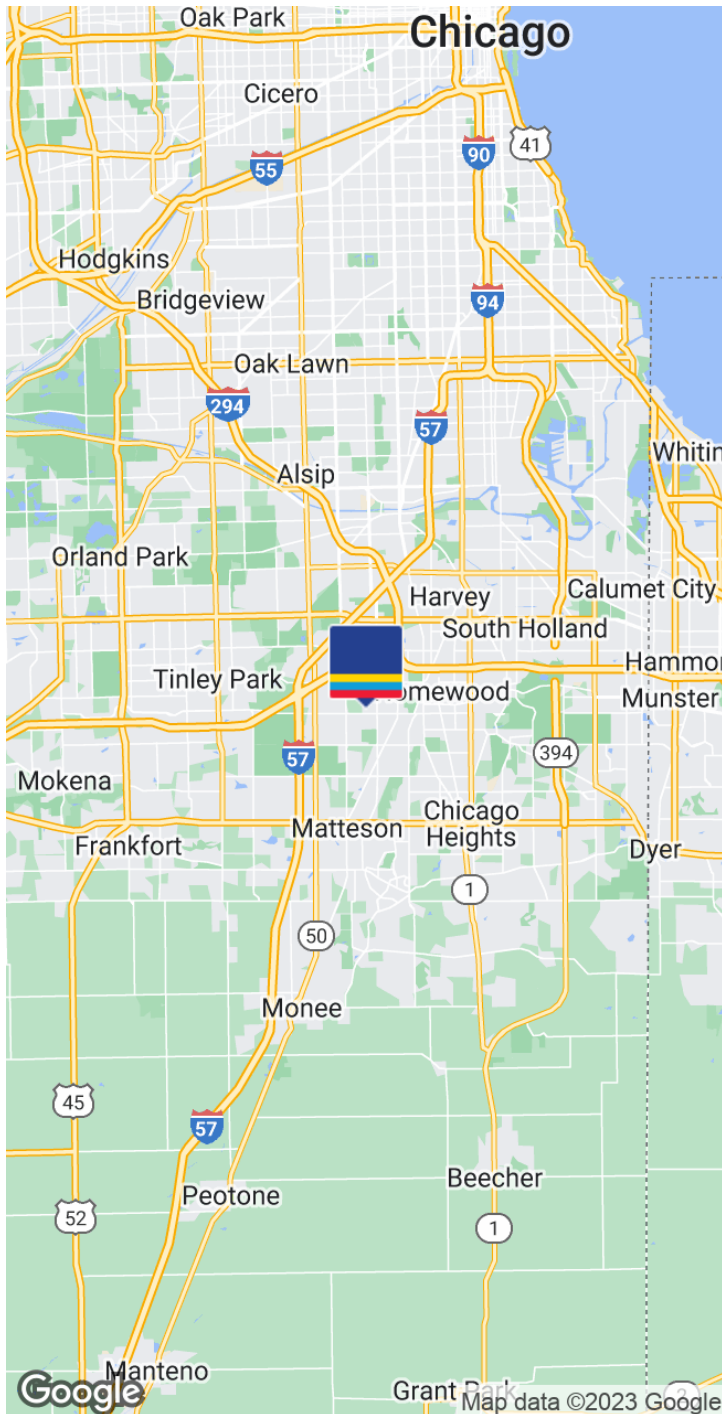 Oak Park
Chicago
Cicero
41
90
55
Hodgkins
Bridgeview
94
Oak Lawn
294
57
Whitin
Alsip
Orland Park
Harvey
Calumet City
South Holland
Hammo
Tinley Park
omewood
Munster
57
394
Mokena
Chicago
Heights
Matteson
Frankfort
Dyer
1
50
Monee
45
57
Beecher
Peotone
52
1
Manteno
Grant Park
2
Google
Map data ©2023 Google